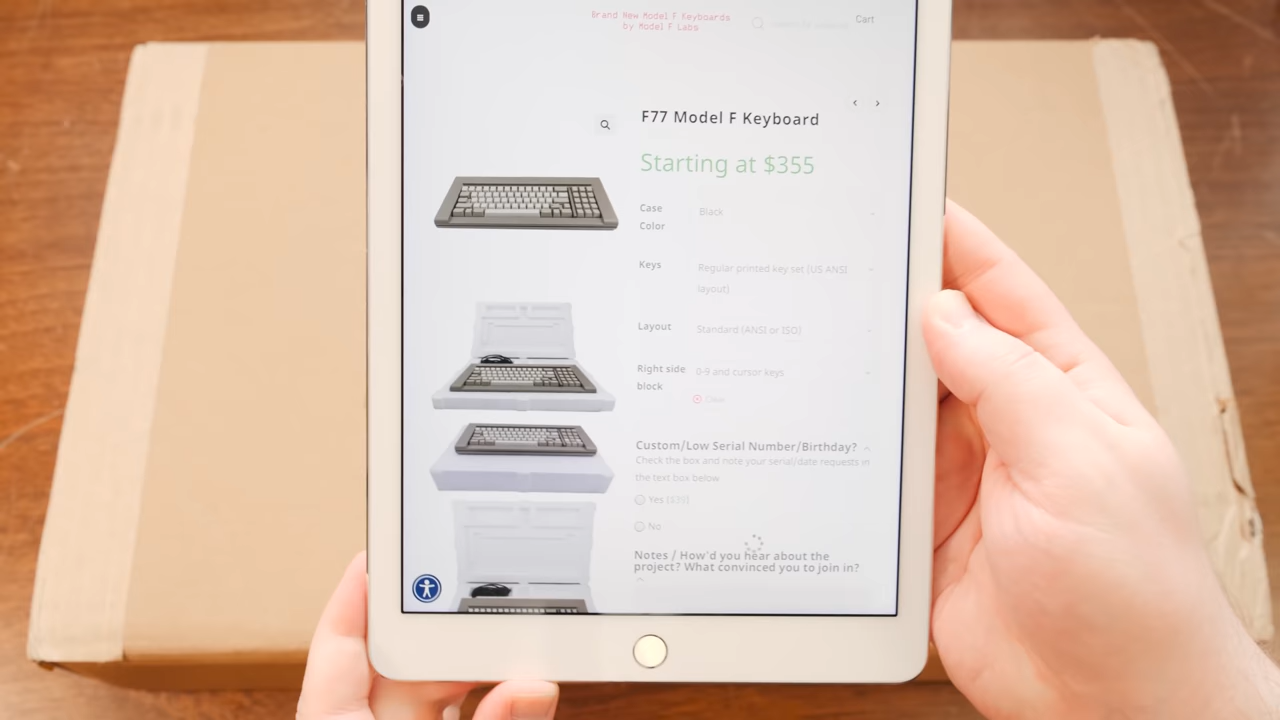 Brand New Model F Keyboards
by Model F Labs
Cart
F77 Model F Keyboard
Starting at $355
Case
Color
Black
Keys
Regular printed key set (US ANSI
layout)
Layout
Standard (ANSI or ISO)
Right side
block
0-9 and cursor keys
Clear
Custom/Low Serial Number/Birthday?
Check the box and note your serial/date requests in
the text box below
Yes ($39)
No
Notes / How'd you hear about the
project? What convinced you to join in?